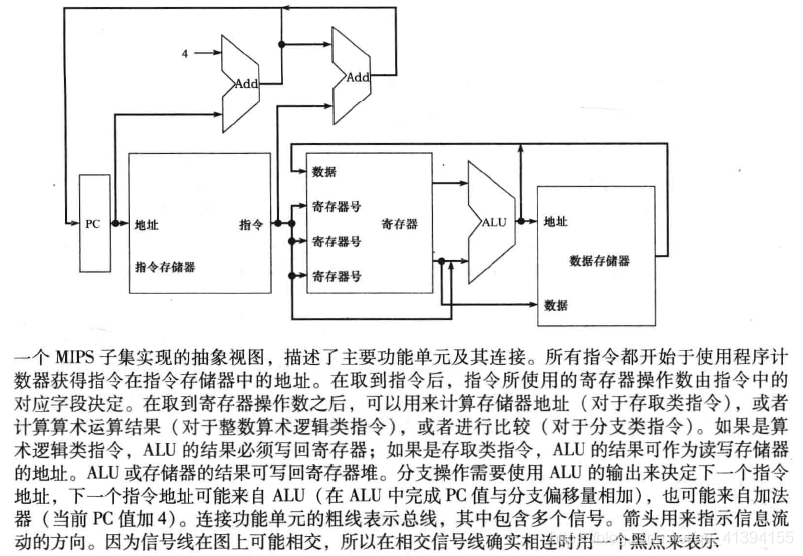 4
Add
Add
PC
地址
指令
指令存储器
数据
寄存器号
寄存器号
寄存器号
寄存器
ALU
地址
数据存储器
数据
一个 MIPS 子集实现的抽象视图，描述了主要功能单元及其连接。所有指令都开始于使用程序计
数器获得指令在指令存储器中的地址。在取到指令后，指令所使用的寄存器操作数由指令中的
对应字段决定。在取到寄存器操作数之后，可以用来计算存储器地址（对于存取类指令），或者
计算算术运算结果（对于整数算术逻辑类指令），或者进行比较（对于分支类指令）。如果是算
术逻辑类指令，ALU 的结果必须写回寄存器；如果是存取类指令，ALU 的结果可作为读写存储器
的地址。ALU 或存储器的结果可写回寄存器堆。分支操作需要使用 ALU 的输出来决定下一个指令
地址，下一个指令地址可能来自 ALU（在 ALU 中完成 PC 值与分支偏移量相加），也可能来自加法
器（当前 PC 值加 4）。连接功能单元的粗线表示总线，其中包含多个信号。箭头用来指示信息流
动的方向。因为信号线在图上可能相交，所以在相交信号线确实相连时用一个黑点来表示
41394155